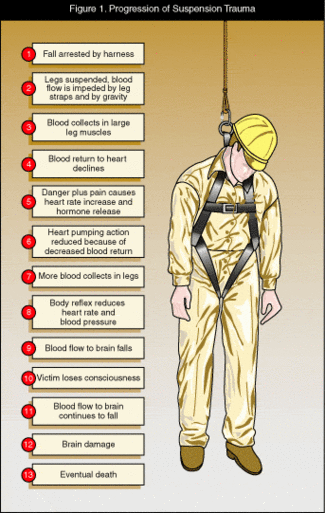 Figure 1. Progression of Suspension Trauma
1 Fall arrested by harness
2 Legs suspended, blood
flow is impeded by leg
straps and by gravity
3 Blood collects in large
leg muscles
4 Blood return to heart
declines
5 Danger plus pain causes
heart rate increase and
hormone release
6 Heart pumping action
reduced because of
decreased blood return
7 More blood collects in legs
8 Body reflex reduces
heart rate and
blood pressure
9 Blood flow to brain falls
10 Victim loses consciousness
11 Blood flow to brain
continues to fall
12 Brain damage
13 Eventual death